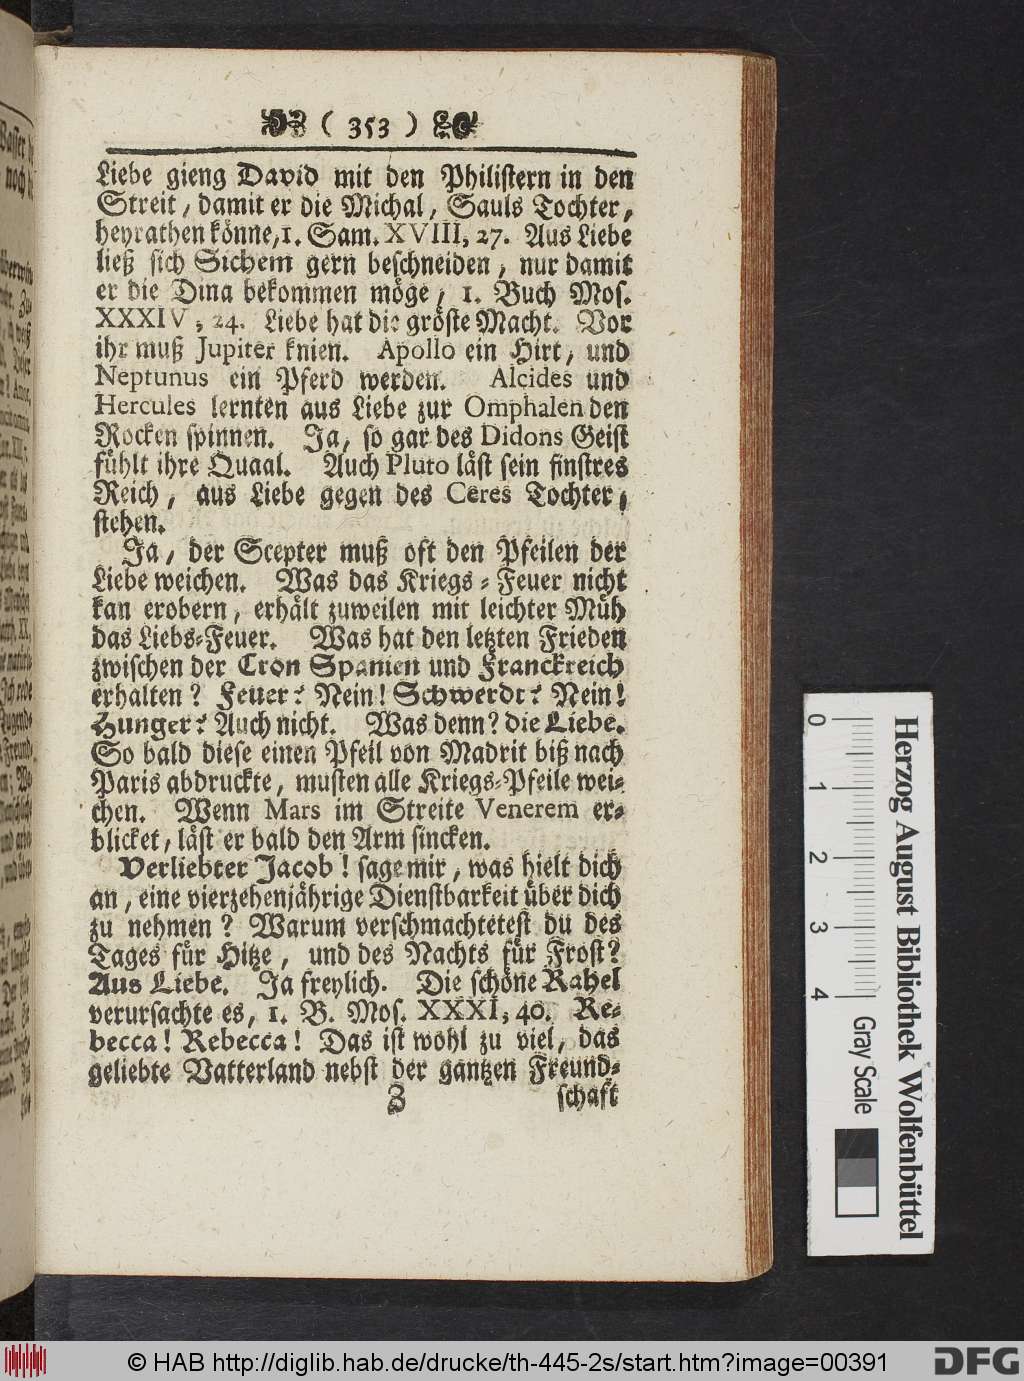 ( 353 )
Liebe gieng David mit den Philistern in den
Streit, damit er die Michal, Sauls Tochter,
heyrathen könne, 1. Sam. XVIII, 27. Aus Liebe
ließ sich Sichem gern beschneiden, nur damit
er die Dina bekommen möge, 1. Buch Mos.
XXXIV, 24. Liebe hat die gröste Macht. Vor
ihr muß Jupiter knien. Apollo ein Hirt, und
Neptunus ein Pferd werden. Alcides und
Hercules lernten aus Liebe zur Omphalen den
Rocken spinnen. Ja, so gar des Didons Geist
fühlt ihre Quaal. Auch Pluto läst sein finstres
Reich, aus Liebe gegen des Ceres Tochter,
stehen.
Ja, der Scepter muß oft den Pfeilen der
Liebe weichen. Was das Kriegs-Feuer nicht
kan erobern, erhält zuweilen mit leichter Müh
das Liebs-Feuer. Was hat den letzten Frieden
zwischen der Cron Spanien und Franckreich
erhalten? Feuer? Nein! Schwerdt? Nein!
Hunger? Auch nicht. Was denn? die Liebe.
So bald diese einen Pfeil von Madrit biß nach
Paris abdruckte, musten alle Kriegs-Pfeile wei-
chen. Wenn Mars im Streite Venerem er-
blicket, läst er bald den Arm sincken.
Verliebter Jacob! sage mir, was hielt dich
an, eine vierzehenjährige Dienstbarkeit über dich
zu nehmen? Warum verschmachtetest du des
Tages für Hitze, und des Nachts für Frost?
Aus Liebe. Ja freylich. Die schöne Rahel
verursachte es, 1. B. Mos. XXXI, 40. Re-
becca! Rebecca! Das ist wohl zu viel, das
geliebte Vatterland nebst der gantzen Freund-
Z schaft
0 1 2 3 4
Gray Scale
Herzog August Bibliothek Wolfenbüttel
© HAB http://diglib.hab.de/drucke/th-445-2s/start.htm?image=00391
DFG